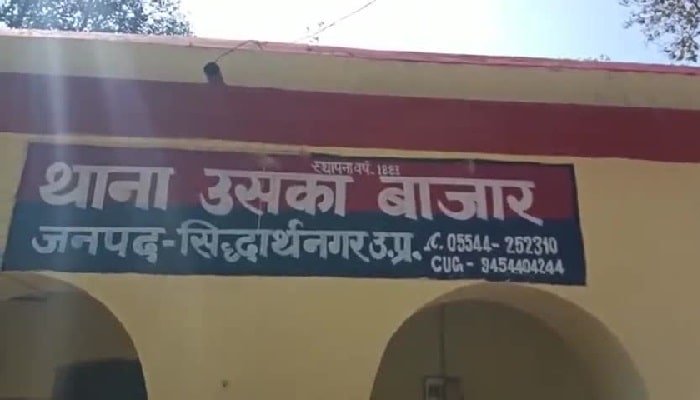 स्थापना वर्ष- 1883
थाना उसका बाजार
जनपद-सिद्धार्थनगर उ.प्र.
C. 05544-252310
CUG- 9454404244